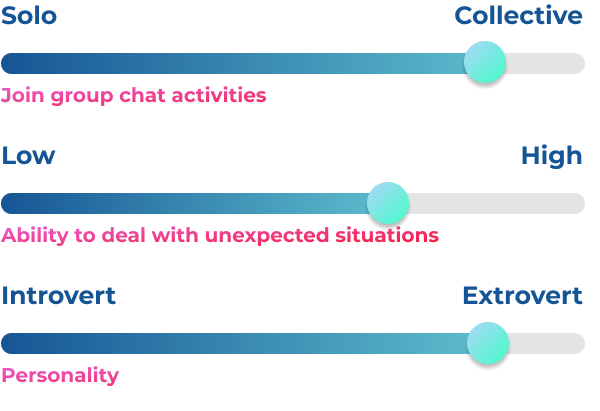 Solo Collective
Join group chat activities
Low High
Ability to deal with unexpected situations
Introvert Extrovert
Personality